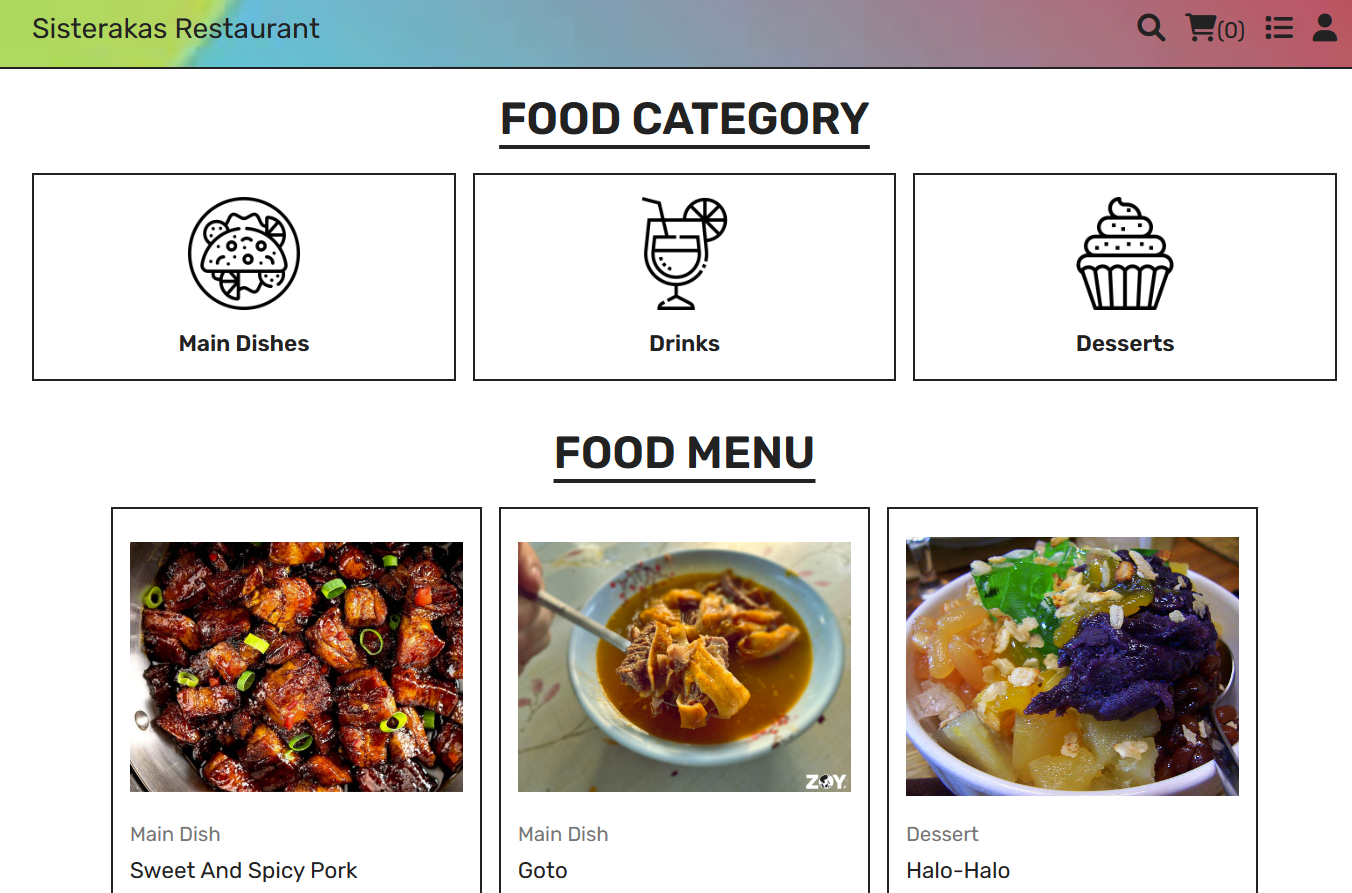 Sisterakas Restaurant
(0)
FOOD CATEGORY
Main Dishes
Drinks
Desserts
FOOD MENU
ZOY
Main Dish
Sweet And Spicy Pork
Main Dish
Goto
Dessert
Halo-Halo